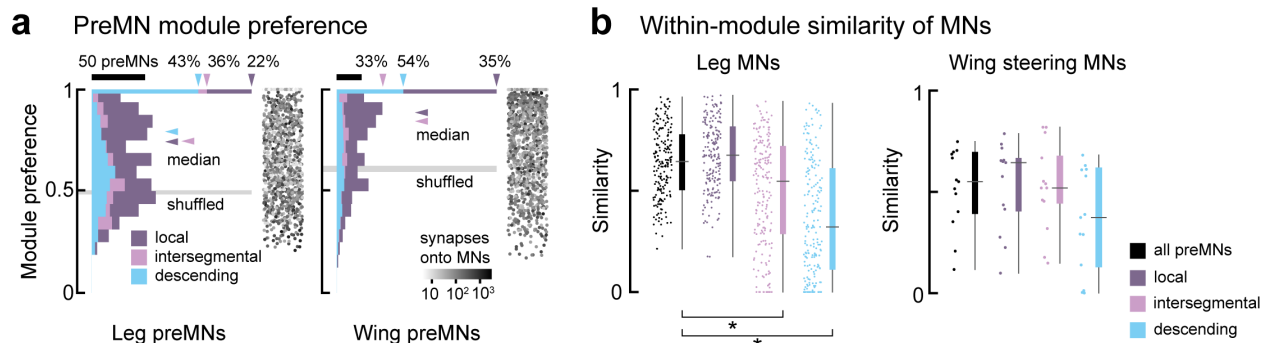 a PreMN module preference
50 preMNs 43% 36% 22%
33% 54% 35%
Module preference
1
0.5
0
median
shuffled
local
intersegmental
descending
Leg preMNs
1
0
median
shuffled
synapses
onto MNs
10 10² 10³
Wing preMNs
b Within-module similarity of MNs
Leg MNs
Similarity
1
0
*
*
Wing steering MNs
Similarity
1
0
all preMNs
local
intersegmental
descending